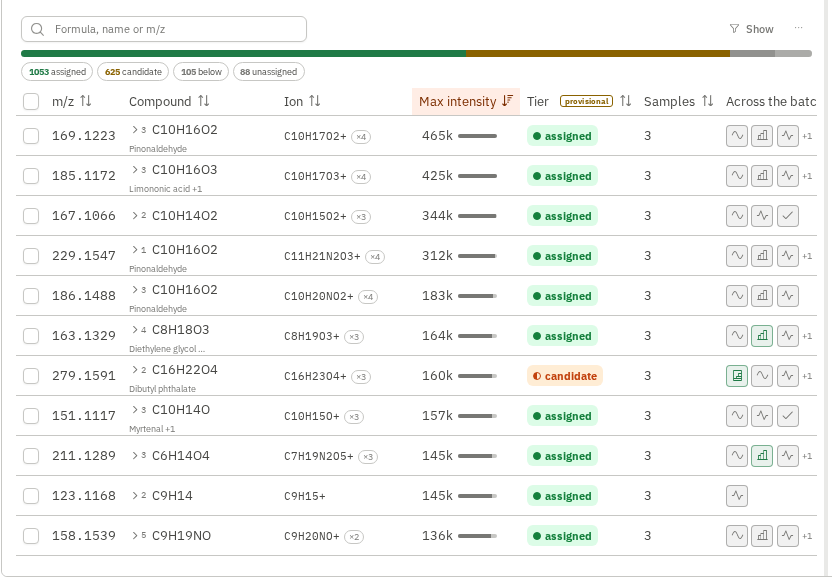 Formula, name or m/z Show ...
1053 assigned 625 candidate 105 below 88 unassigned
m/z Compound Ion Max intensity Tier provisional Samples Across the batc
169.1223 3 C10H16O2 C10H17O2+ ×4 465k assigned 3 +1
Pinonaldehyde
185.1172 3 C10H16O3 C10H17O3+ ×4 425k assigned 3 +1
Limononic acid +1
167.1066 2 C10H14O2 C10H15O2+ ×3 344k assigned 3
229.1547 1 C10H16O2 C11H21N2O3+ ×4 312k assigned 3 +1
Pinonaldehyde
186.1488 3 C10H16O2 C10H20NO2+ ×4 183k assigned 3
Pinonaldehyde
163.1329 4 C8H18O3 C8H19O3+ ×3 164k assigned 3 +1
Diethylene glycol ...
279.1591 2 C16H22O4 C16H23O4+ ×3 160k candidate 3 +1
Dibutyl phthalate
151.1117 3 C10H14O C10H15O+ ×3 157k assigned 3
Myrtenal +1
211.1289 3 C6H14O4 C7H19N2O5+ ×3 145k assigned 3 +1
123.1168 2 C9H14 C9H15+ 145k assigned 3
158.1539 5 C9H19NO C9H20NO+ ×2 136k assigned 3 +1